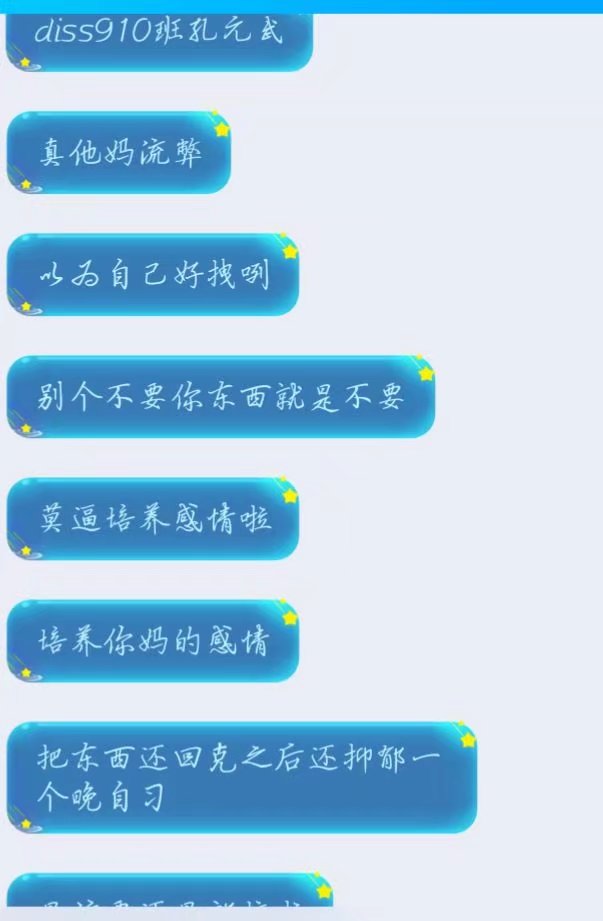 diss910班孔元武
真他妈流弊
以为自己好拽咧
别个不要你东西就是不要
莫逼培养感情啦
培养你妈的感情
把东西还回克之后还抑郁一
个晚自习